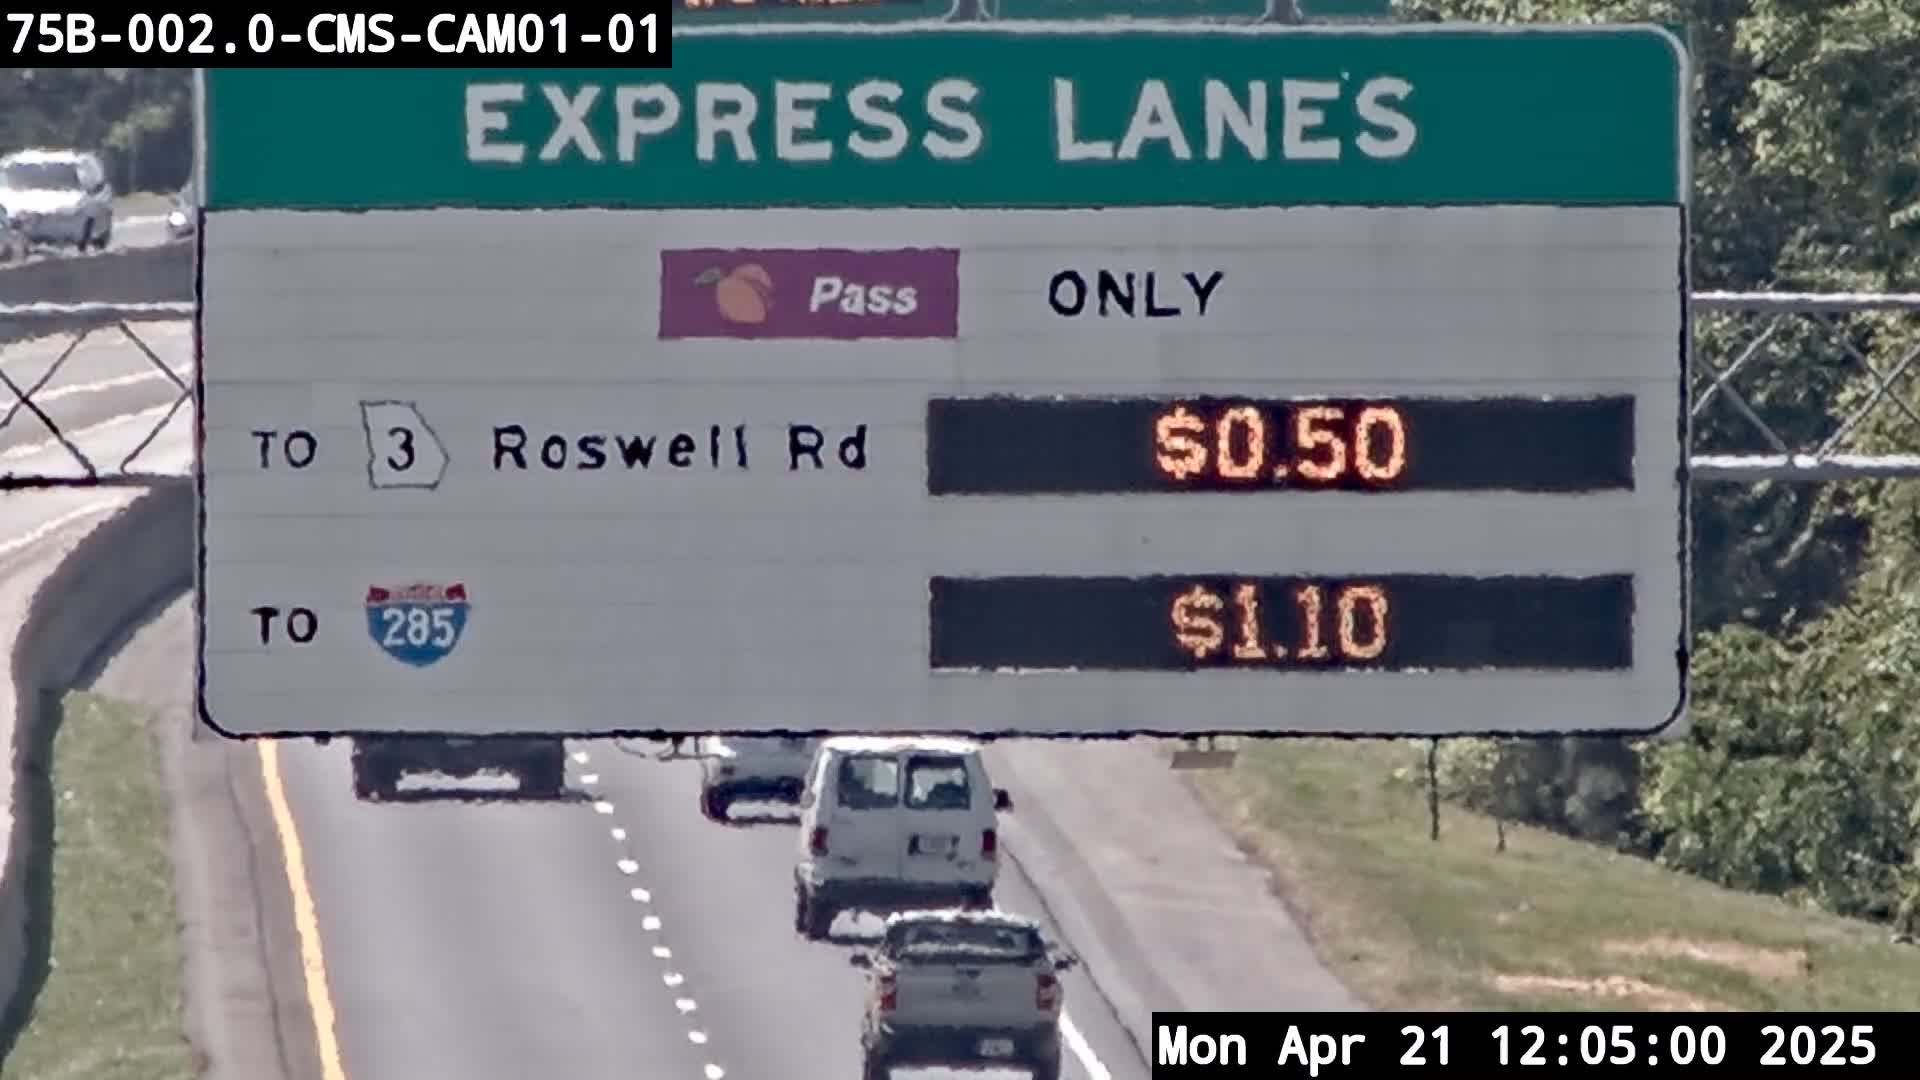 75B-002.0-CMS-CAM01-01
EXPRESS LANES
Pass ONLY
TO 3 Roswell Rd $0.50
TO 285 $1.10
Mon Apr 21 12:05:00 2025